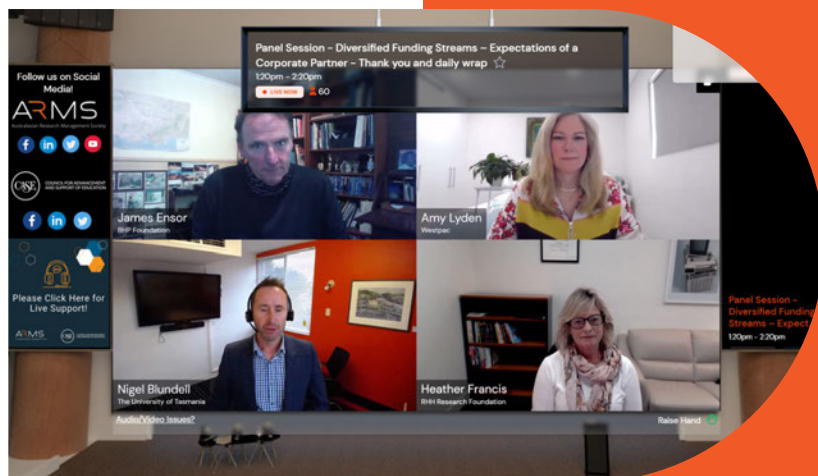 Panel Session - Diversified Funding Streams – Expectations of a
Corporate Partner - Thank you and daily wrap
1:20pm - 2:20pm
LIVE NOW
60
Follow us on Social
Media!
ARMS
Australasian Research Management Society
CASE
COUNCIL FOR ADVANCEMENT
AND SUPPORT OF EDUCATION
Please Click Here for
Live Support!
ARMS
CASE
James Ensor
BHP Foundation
Amy Lyden
Westpac
Nigel Blundell
The University of Tasmania
Heather Francis
RHH Research Foundation
Audio/Video Issues?
Raise Hand
Panel Session -
Diversified Funding
Streams – Expect
1:20pm - 2:20pm